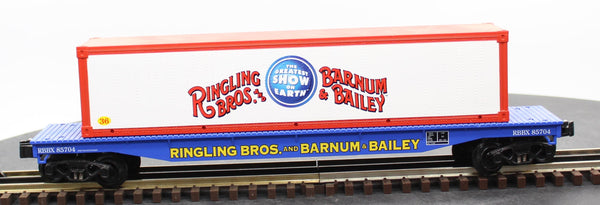 RINGLING BROS. &
THE GREATEST SHOW ON EARTH
BARNUM & BAILEY
36
RBBX 85704
RINGLING BROS. AND BARNUM & BAILEY
RBBX 85704